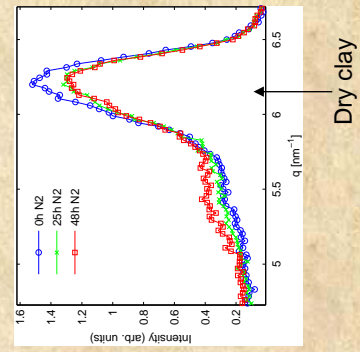 1.6
1.4
1.2
1
0.8
0.6
0.4
0.2
Intensity (arb. units)
0h N2
25h N2
48h N2
5
5.5
6
6.5
q [nm⁻¹]
Dry clay